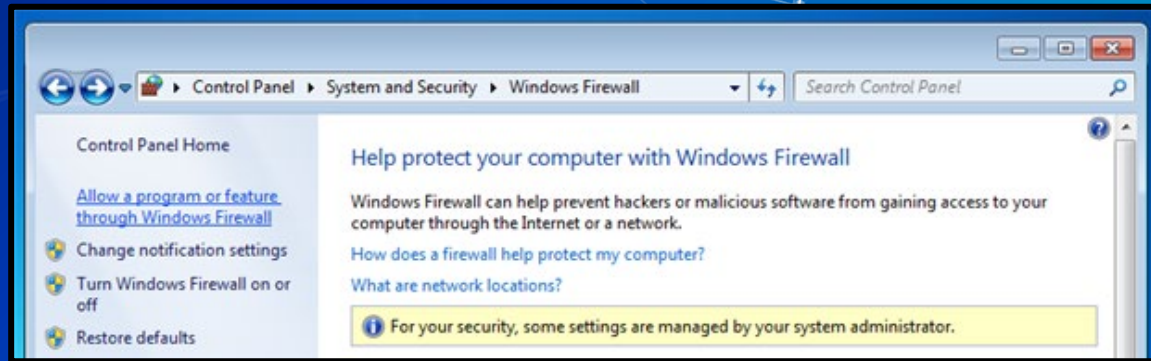 Control Panel ▸ System and Security ▸ Windows Firewall
Search Control Panel
Control Panel Home
Allow a program or feature
through Windows Firewall
Change notification settings
Turn Windows Firewall on or
off
Restore defaults
Help protect your computer with Windows Firewall
Windows Firewall can help prevent hackers or malicious software from gaining access to your
computer through the Internet or a network.
How does a firewall help protect my computer?
What are network locations?
For your security, some settings are managed by your system administrator.